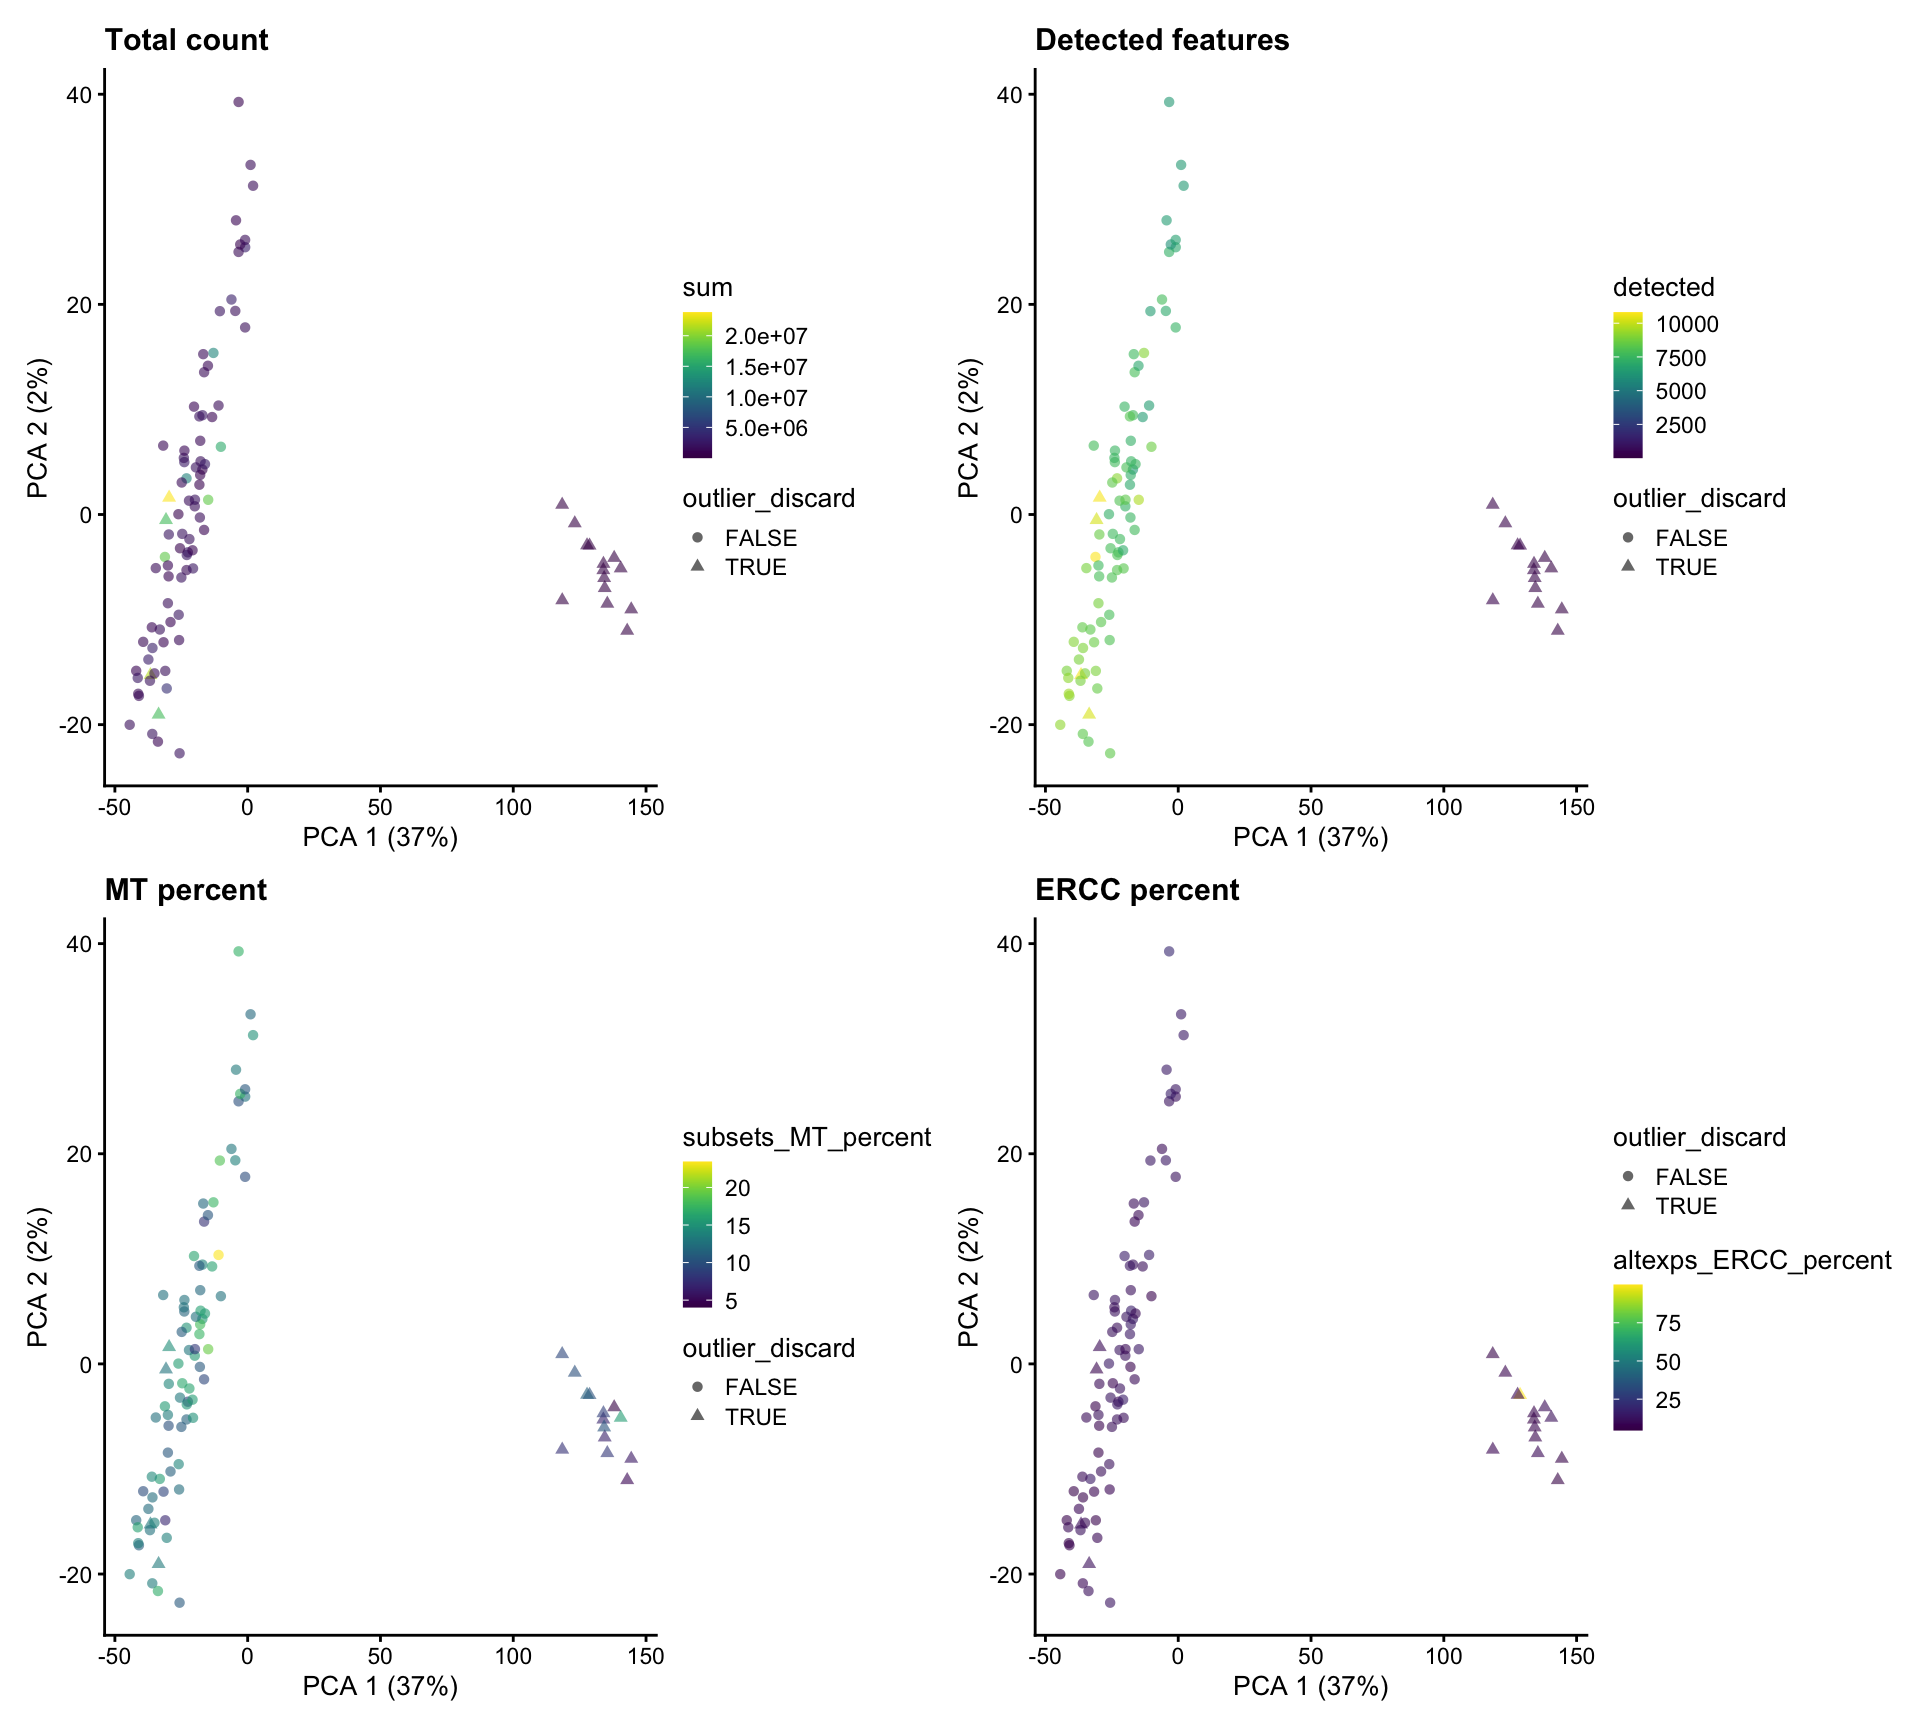 Total count
40
20
0
-20
-50
0
50
100
150
PCA 1 (37%)
PCA 2 (2%)
sum
2.0e+07
1.5e+07
1.0e+07
5.0e+06
outlier_discard
FALSE
TRUE
Detected features
40
20
0
-20
-50
0
50
100
150
PCA 1 (37%)
PCA 2 (2%)
detected
10000
7500
5000
2500
outlier_discard
FALSE
TRUE
MT percent
40
20
0
-20
-50
0
50
100
150
PCA 1 (37%)
PCA 2 (2%)
subsets_MT_percent
20
15
10
5
outlier_discard
FALSE
TRUE
ERCC percent
40
20
0
-20
-50
0
50
100
150
PCA 1 (37%)
PCA 2 (2%)
outlier_discard
FALSE
TRUE
altexps_ERCC_percent
75
50
25